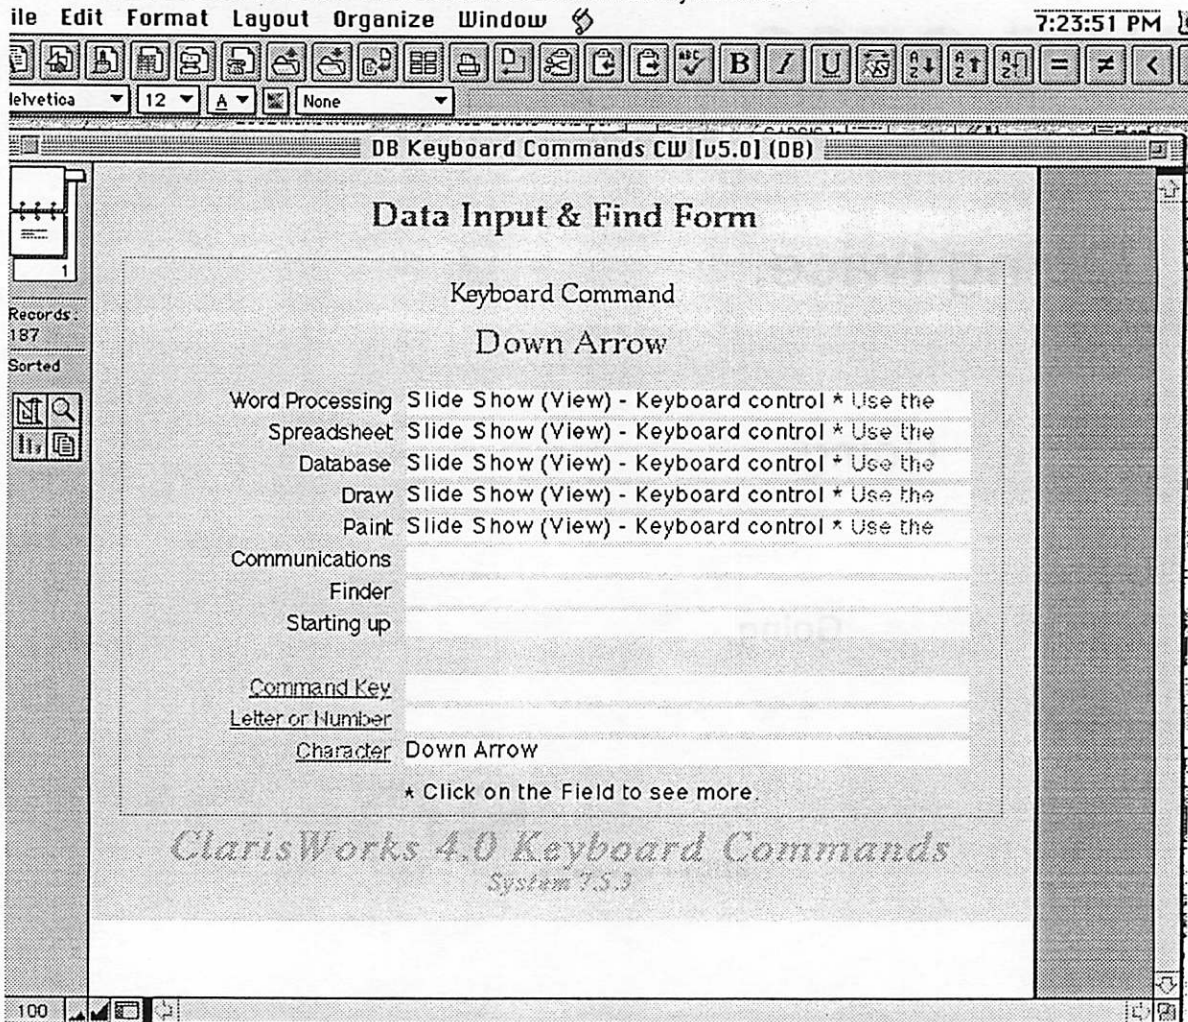 ile Edit Format Layout Organize Window 7:23:51 PM
B I U = ≠ <
Helvetica 12 A None
DB Keyboard Commands CW [v5.0] (DB)
Data Input & Find Form
1
Records:
187
Sorted
Keyboard Command
Down Arrow
Word Processing Slide Show (View) - Keyboard control * Use the
Spreadsheet Slide Show (View) - Keyboard control * Use the
Database Slide Show (View) - Keyboard control * Use the
Draw Slide Show (View) - Keyboard control * Use the
Paint Slide Show (View) - Keyboard control * Use the
Communications
Finder
Starting up
Command Key
Letter or Number
Character Down Arrow
* Click on the Field to see more.
ClarisWorks 4.0 Keyboard Commands
System 7.5.3
100